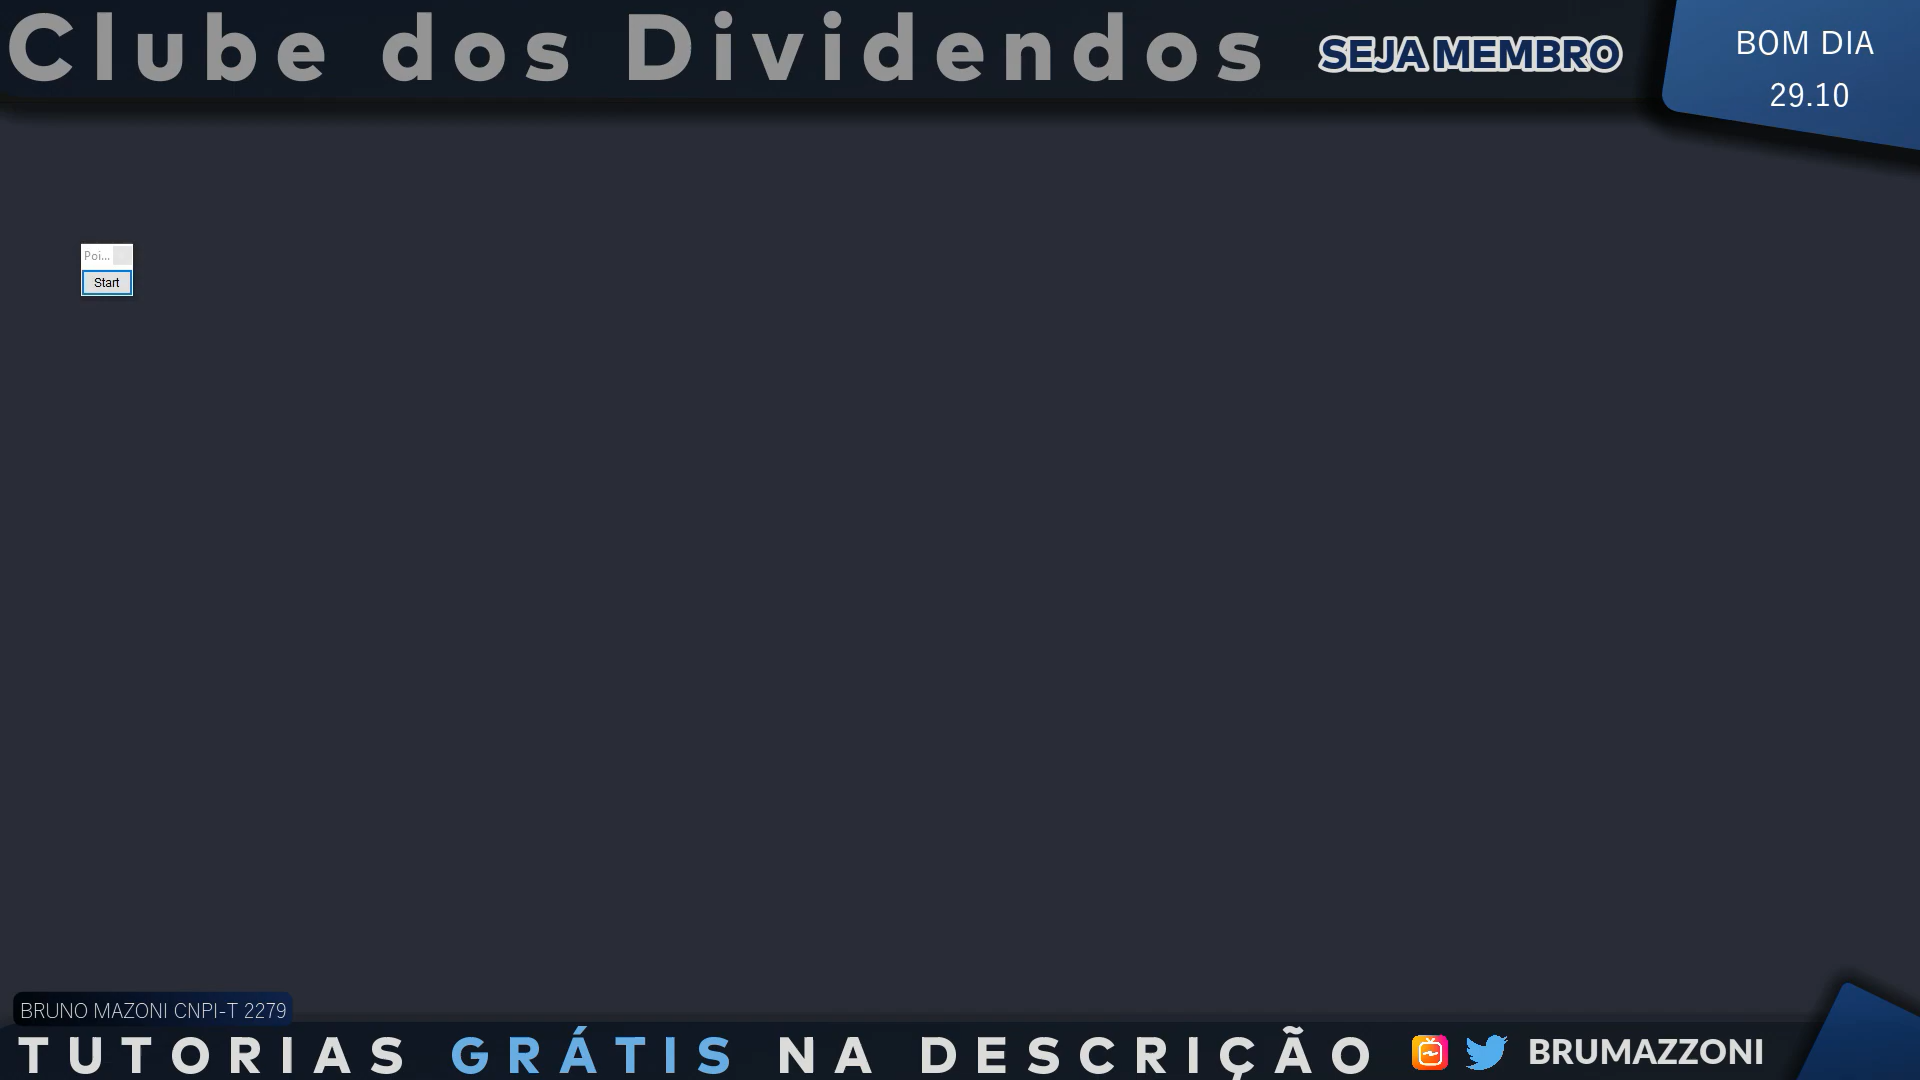 Clube dos Dividendos
SEJA MEMBRO
BOM DIA
29.10
Poi...
Start
BRUNO MAZONI CNPI-T 2279
TUTORIAS GRÁTIS NA DESCRIÇÃO
BRUMAZZONI